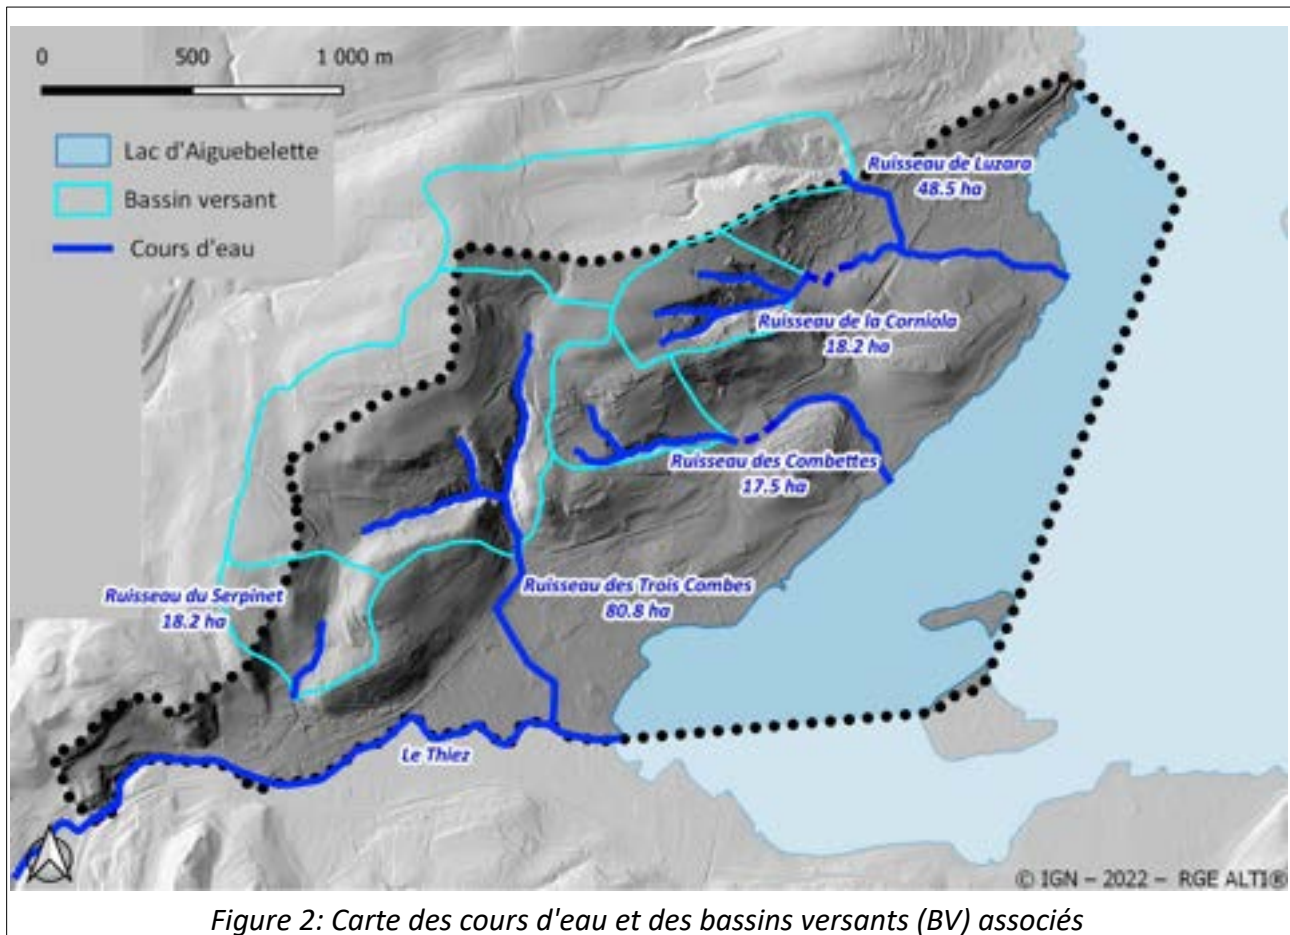 0 500 1 000 m
Lac d'Aiguebelette
Bassin versant
Cours d'eau
Ruisseau de Luzara
48.5 ha
Ruisseau de la Corniola
18.2 ha
Ruisseau des Combettes
17.5 ha
Ruisseau des Trois Combes
80.8 ha
Ruisseau du Serpinet
18.2 ha
Le Thiez
© IGN – 2022 – RGE ALTI®
Figure 2: Carte des cours d'eau et des bassins versants (BV) associés